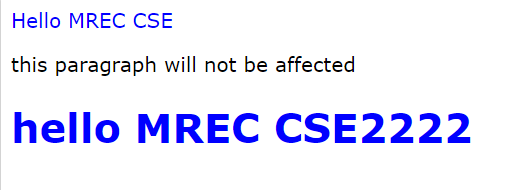 Hello MREC CSE
this paragraph will not be affected
hello MREC CSE2222